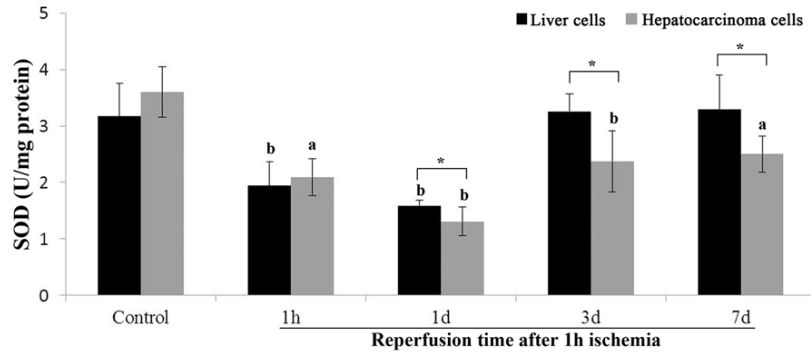 Liver cells Hepatocarcinoma cells
5
4
3
2
1
0
SOD (U/mg protein)
* *
b a * b a
b b
Control 1h 1d 3d 7d
Reperfusion time after 1h ischemia